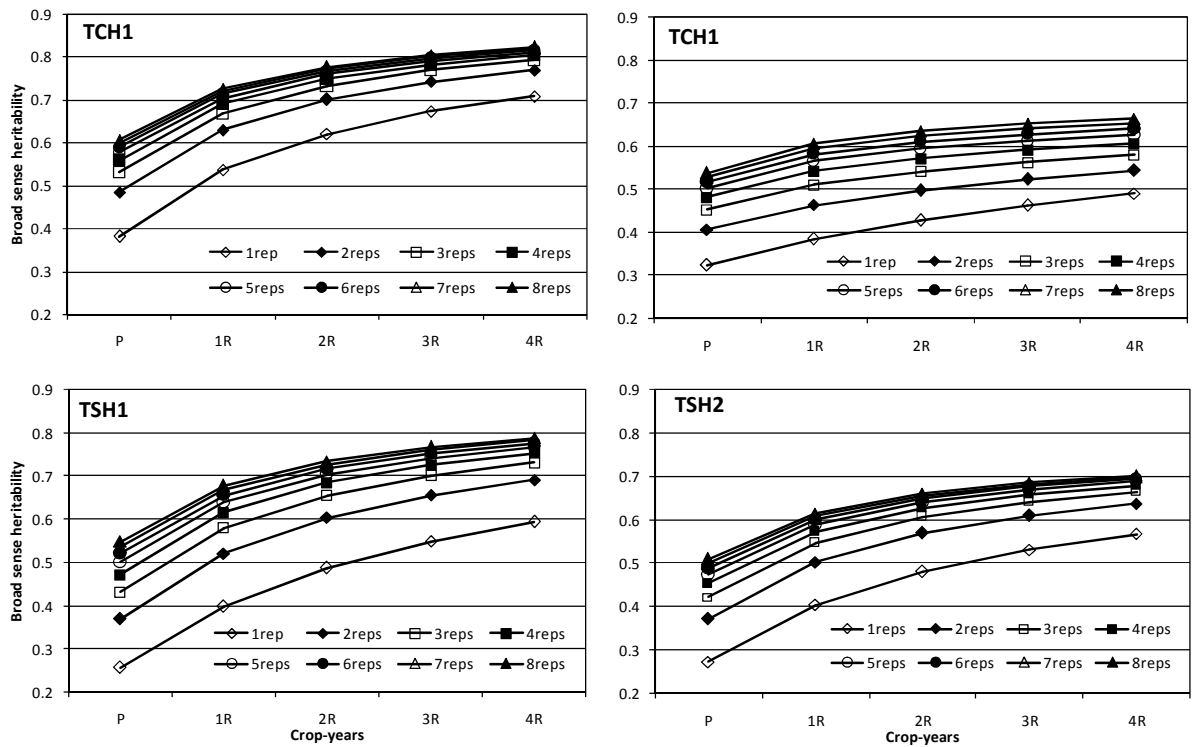 TCH1
Broad sense heritability
0.9
0.8
0.7
0.6
0.5
0.4
0.3
0.2
1rep 2reps 3reps 4reps
5reps 6reps 7reps 8reps
P 1R 2R 3R 4R
TCH1
0.9
0.8
0.7
0.6
0.5
0.4
0.3
0.2
1rep 2reps 3reps 4reps
5reps 6reps 7reps 8reps
P 1R 2R 3R 4R
TSH1
Broad sense heritability
0.9
0.8
0.7
0.6
0.5
0.4
0.3
0.2
1rep 2reps 3reps 4reps
5reps 6reps 7reps 8reps
P 1R 2R 3R 4R
Crop-years
TSH2
0.9
0.8
0.7
0.6
0.5
0.4
0.3
0.2
1reps 2reps 3reps 4reps
5reps 6reps 7reps 8reps
P 1R 2R 3R 4R
Crop-years